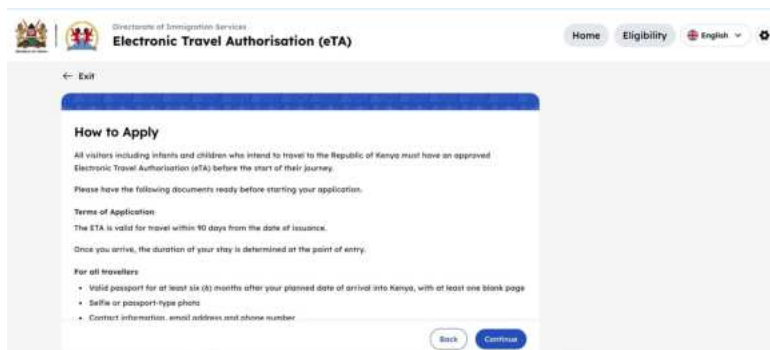 Directorate of Immigration Services
Electronic Travel Authorisation (eTA)
Home
Eligibility
English
← Exit
How to Apply
All visitors including infants and children who intend to travel to the Republic of Kenya must have an approved
Electronic Travel Authorisation (eTA) before the start of their journey.
Please have the following documents ready before starting your application.
Terms of Application
The ETA is valid for travel within 90 days from the date of issuance.
Once you arrive, the duration of your stay is determined at the point of entry.
For all travellers
• Valid passport for at least six (6) months after your planned date of arrival into Kenya, with at least one blank page
• Selfie or passport-type photo
• Contact information, email address and phone number
Back
Continue